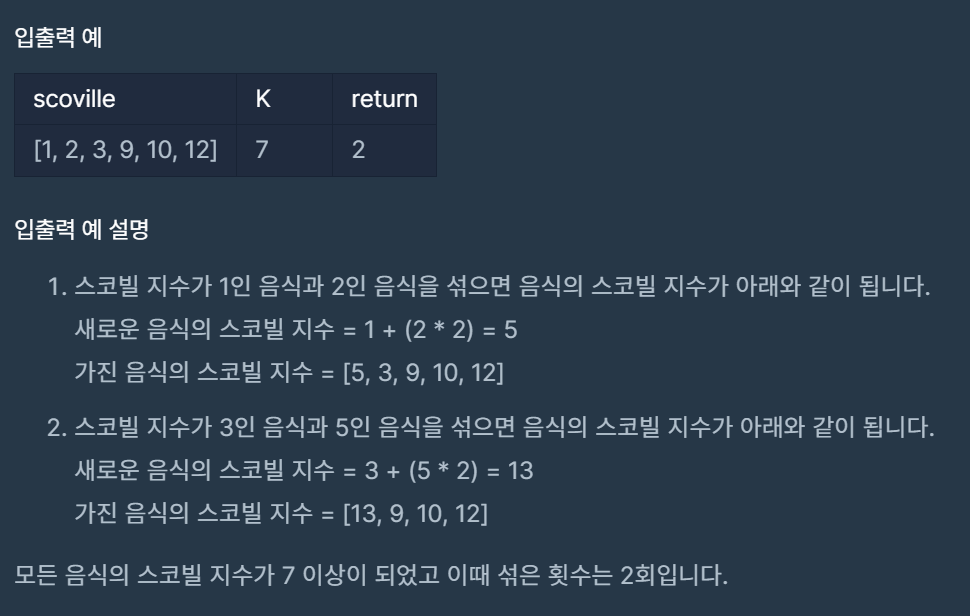 입출력 예
scoville K return
[1, 2, 3, 9, 10, 12] 7 2
입출력 예 설명
1. 스코빌 지수가 1인 음식과 2인 음식을 섞으면 음식의 스코빌 지수가 아래와 같이 됩니다.
새로운 음식의 스코빌 지수 = 1 + (2 * 2) = 5
가진 음식의 스코빌 지수 = [5, 3, 9, 10, 12]
2. 스코빌 지수가 3인 음식과 5인 음식을 섞으면 음식의 스코빌 지수가 아래와 같이 됩니다.
새로운 음식의 스코빌 지수 = 3 + (5 * 2) = 13
가진 음식의 스코빌 지수 = [13, 9, 10, 12]
모든 음식의 스코빌 지수가 7 이상이 되었고 이때 섞은 횟수는 2회입니다.